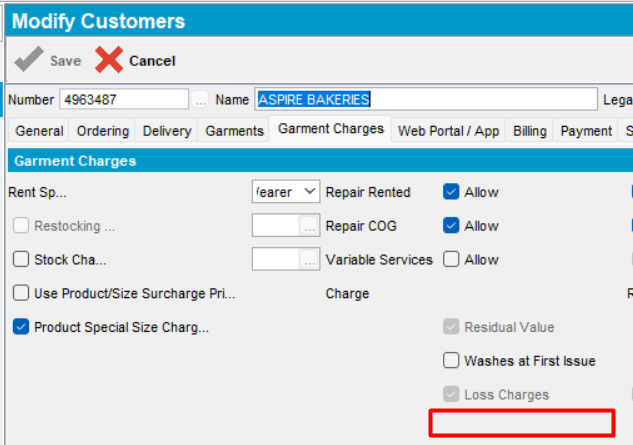 Modify Customers
Save Cancel
Number 4963487 ... Name ASPIRE BAKERIES Lega
General Ordering Delivery Garments Garment Charges Web Portal / App Billing Payment S
Garment Charges
Rent Sp... Wearer Repair Rented Allow
Restocking ... ... Repair COG Allow
Stock Cha... ... Variable Services Allow
Use Product/Size Surcharge Pri... Charge R
Product Special Size Charg... Residual Value
Washes at First Issue
Loss Charges